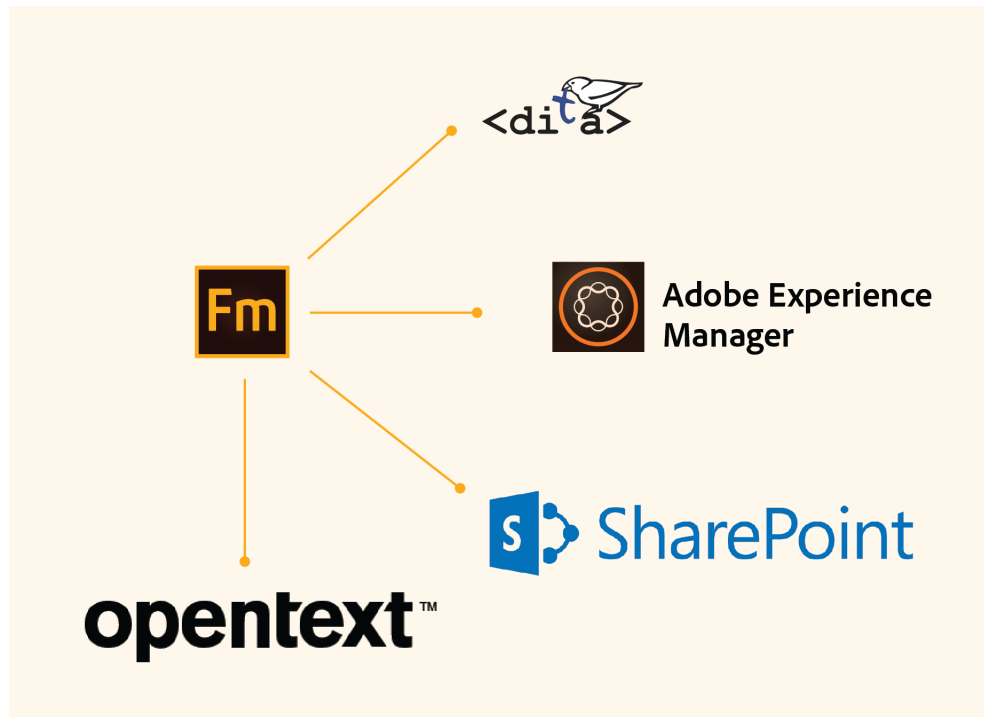 <dita>
Fm
Adobe Experience
Manager
S SharePoint
opentext™